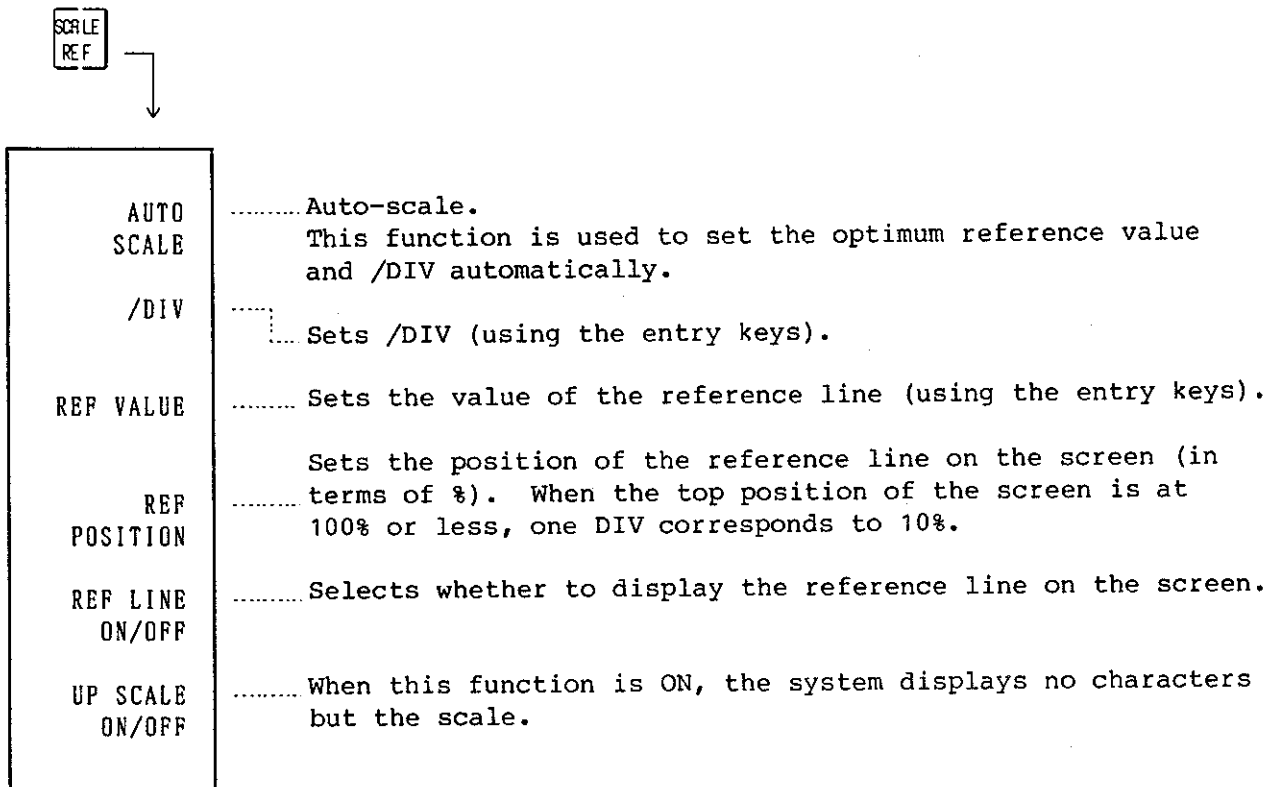 SCALE
REF
AUTO
SCALE
.......... Auto-scale.
This function is used to set the optimum reference value
and /DIV automatically.
/DIV
Sets /DIV (using the entry keys).
REF VALUE ......... Sets the value of the reference line (using the entry keys).
Sets the position of the reference line on the screen (in
terms of %). When the top position of the screen is at
100% or less, one DIV corresponds to 10%.
REF
POSITION
REF LINE
ON/OFF
.......... Selects whether to display the reference line on the screen.
UP SCALE
ON/OFF
.......... When this function is ON, the system displays no characters
but the scale.